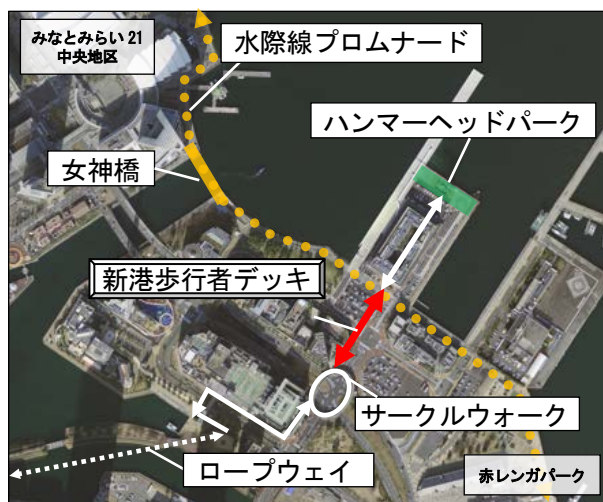 みなとみらい 21
中央地区
水際線プロムナード
ハンマーヘッドパーク
女神橋
新港歩行者デッキ
サークルウォーク
ロープウェイ
赤レンガパーク